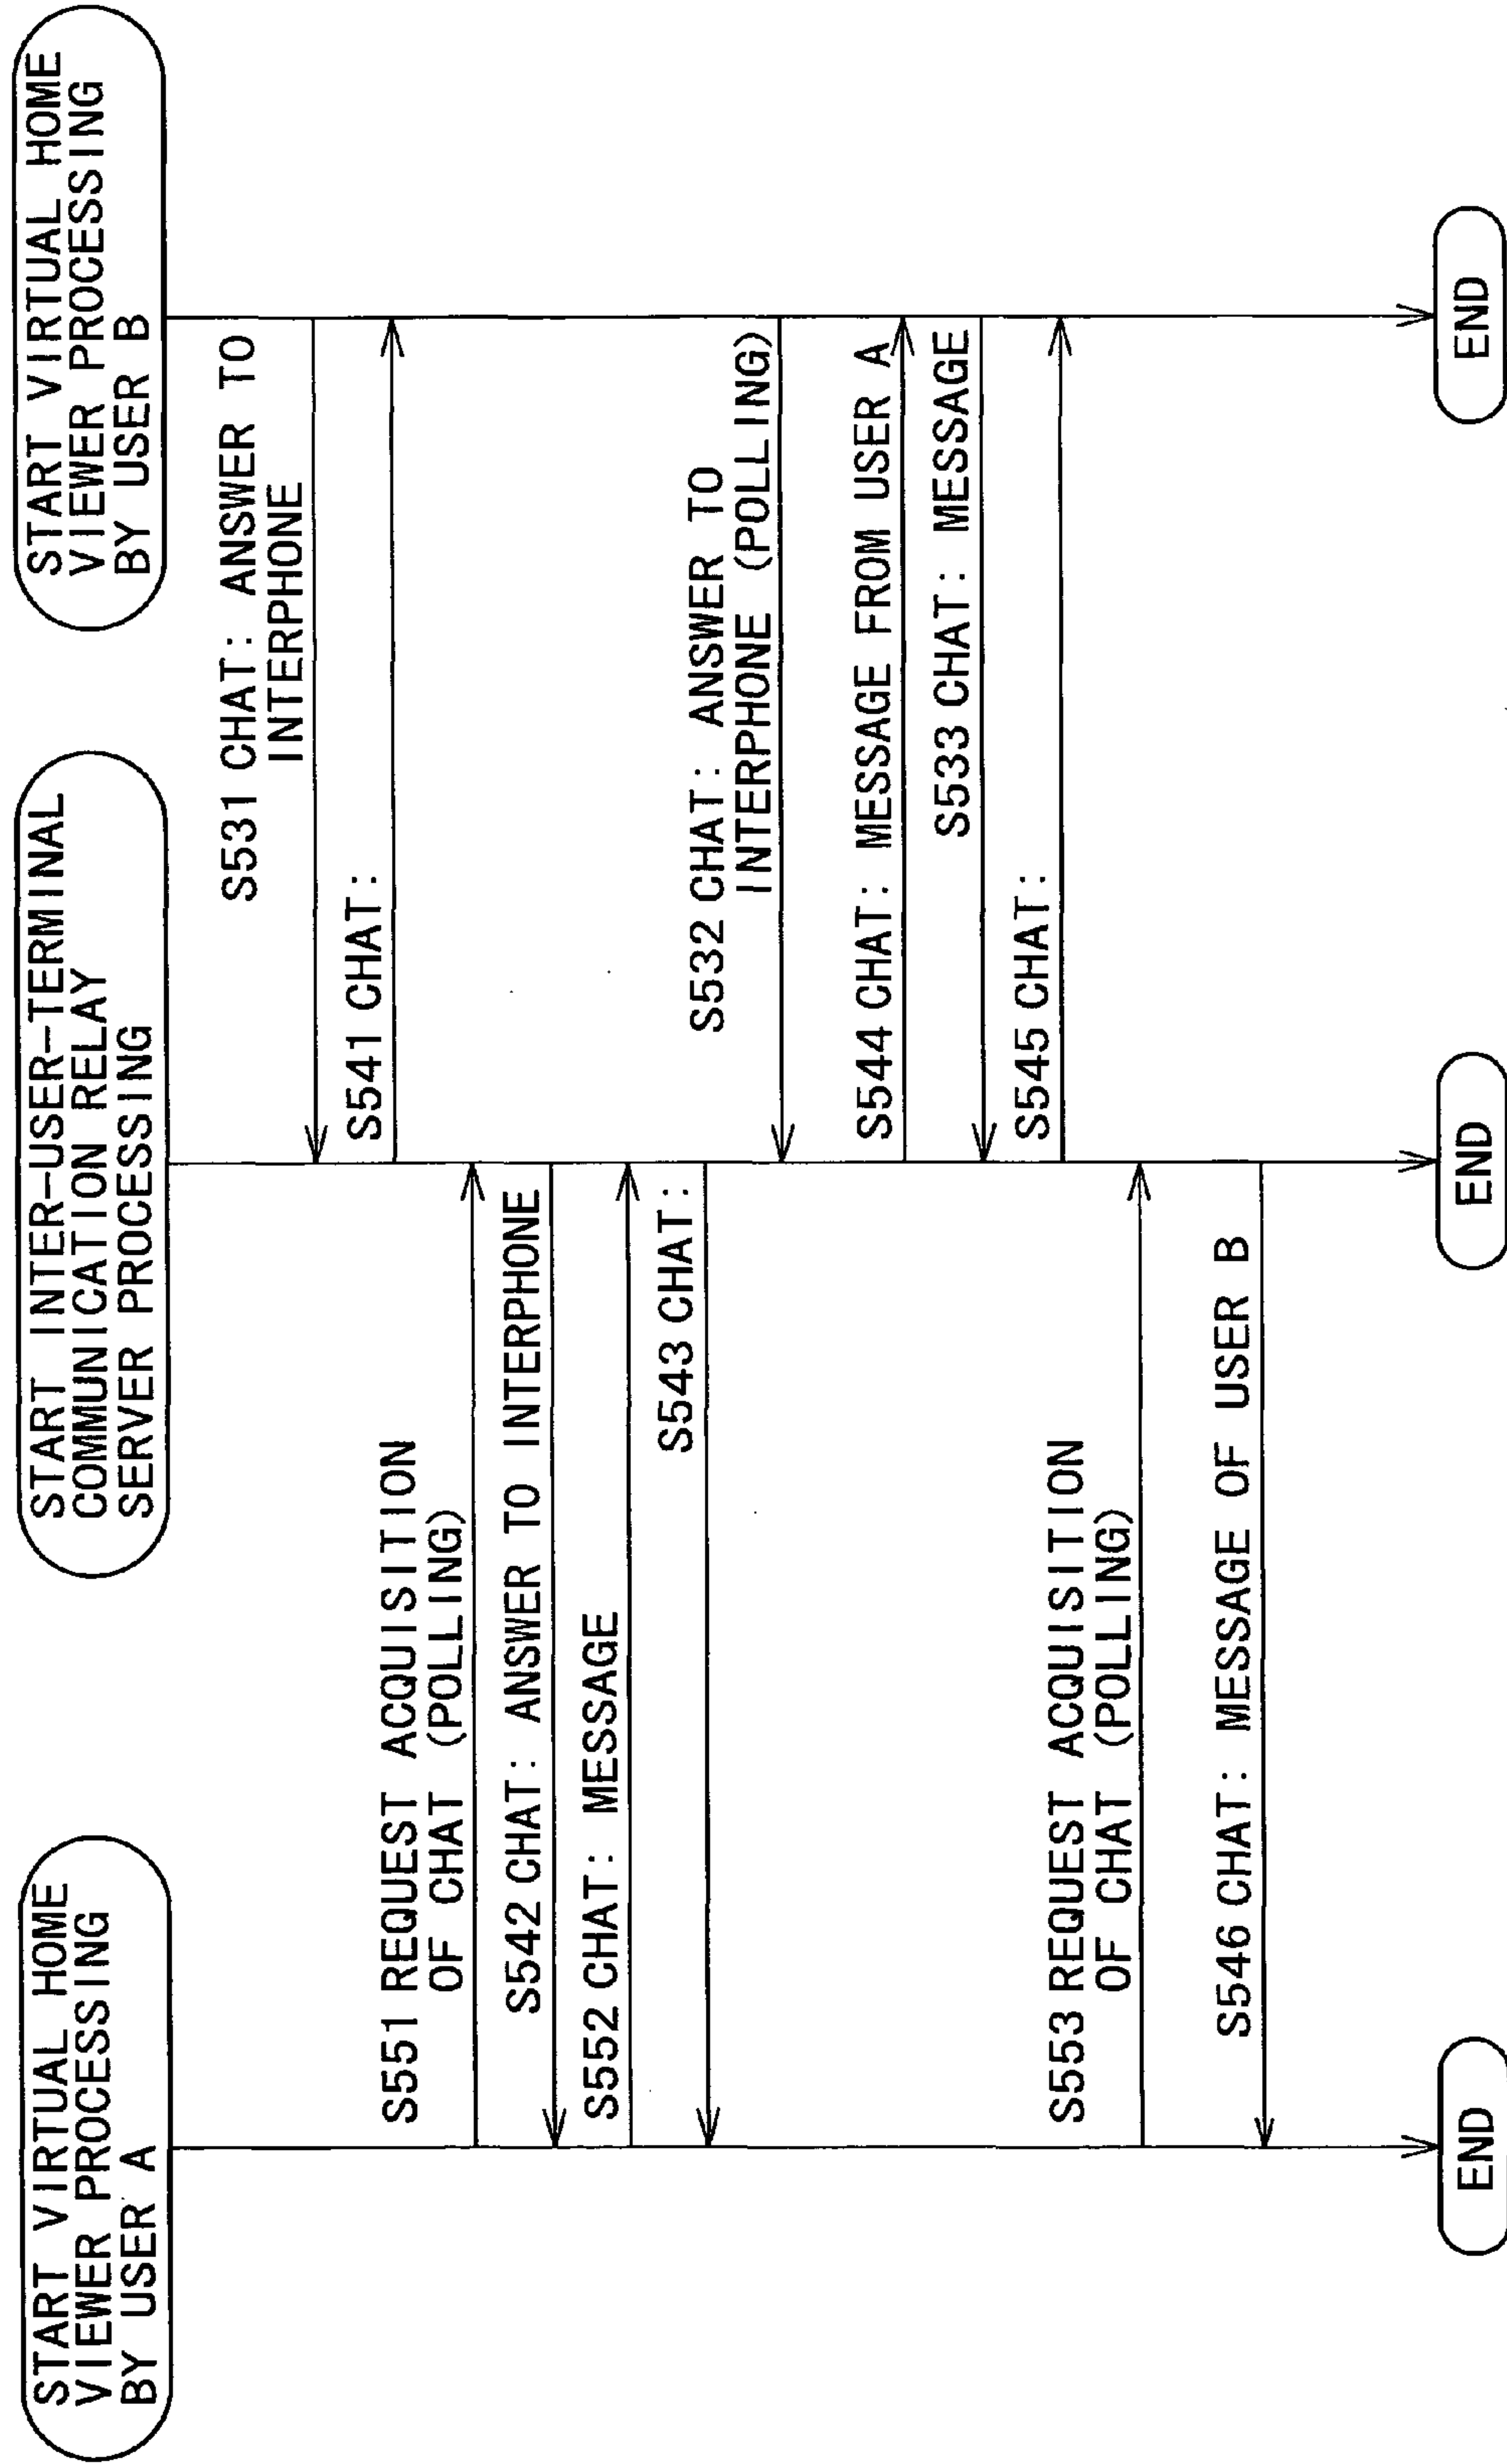 START VIRTUAL HOME
VIEWER PROCESSING
BY USER A
START INTER-USER-TERMINAL
COMMUNICATION RELAY
SERVER PROCESSING
START VIRTUAL HOME
VIEWER PROCESSING
BY USER B
S531 CHAT: ANSWER TO
INTERPHONE
S541 CHAT:
S551 REQUEST ACQUISITION
OF CHAT (POLLING)
S542 CHAT: ANSWER TO INTERPHONE
S552 CHAT: MESSAGE
S543 CHAT:
S532 CHAT: ANSWER TO
INTERPHONE (POLLING)
S544 CHAT: MESSAGE FROM USER A
S533 CHAT: MESSAGE
S545 CHAT:
S553 REQUEST ACQUISITION
OF CHAT (POLLING)
S546 CHAT: MESSAGE OF USER B
END
END
END